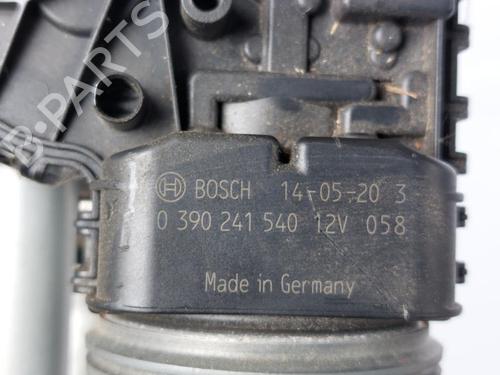 B-PARTS
BOSCH 14-05-20 3
0 390 241 540 12V 058
Made in Germany